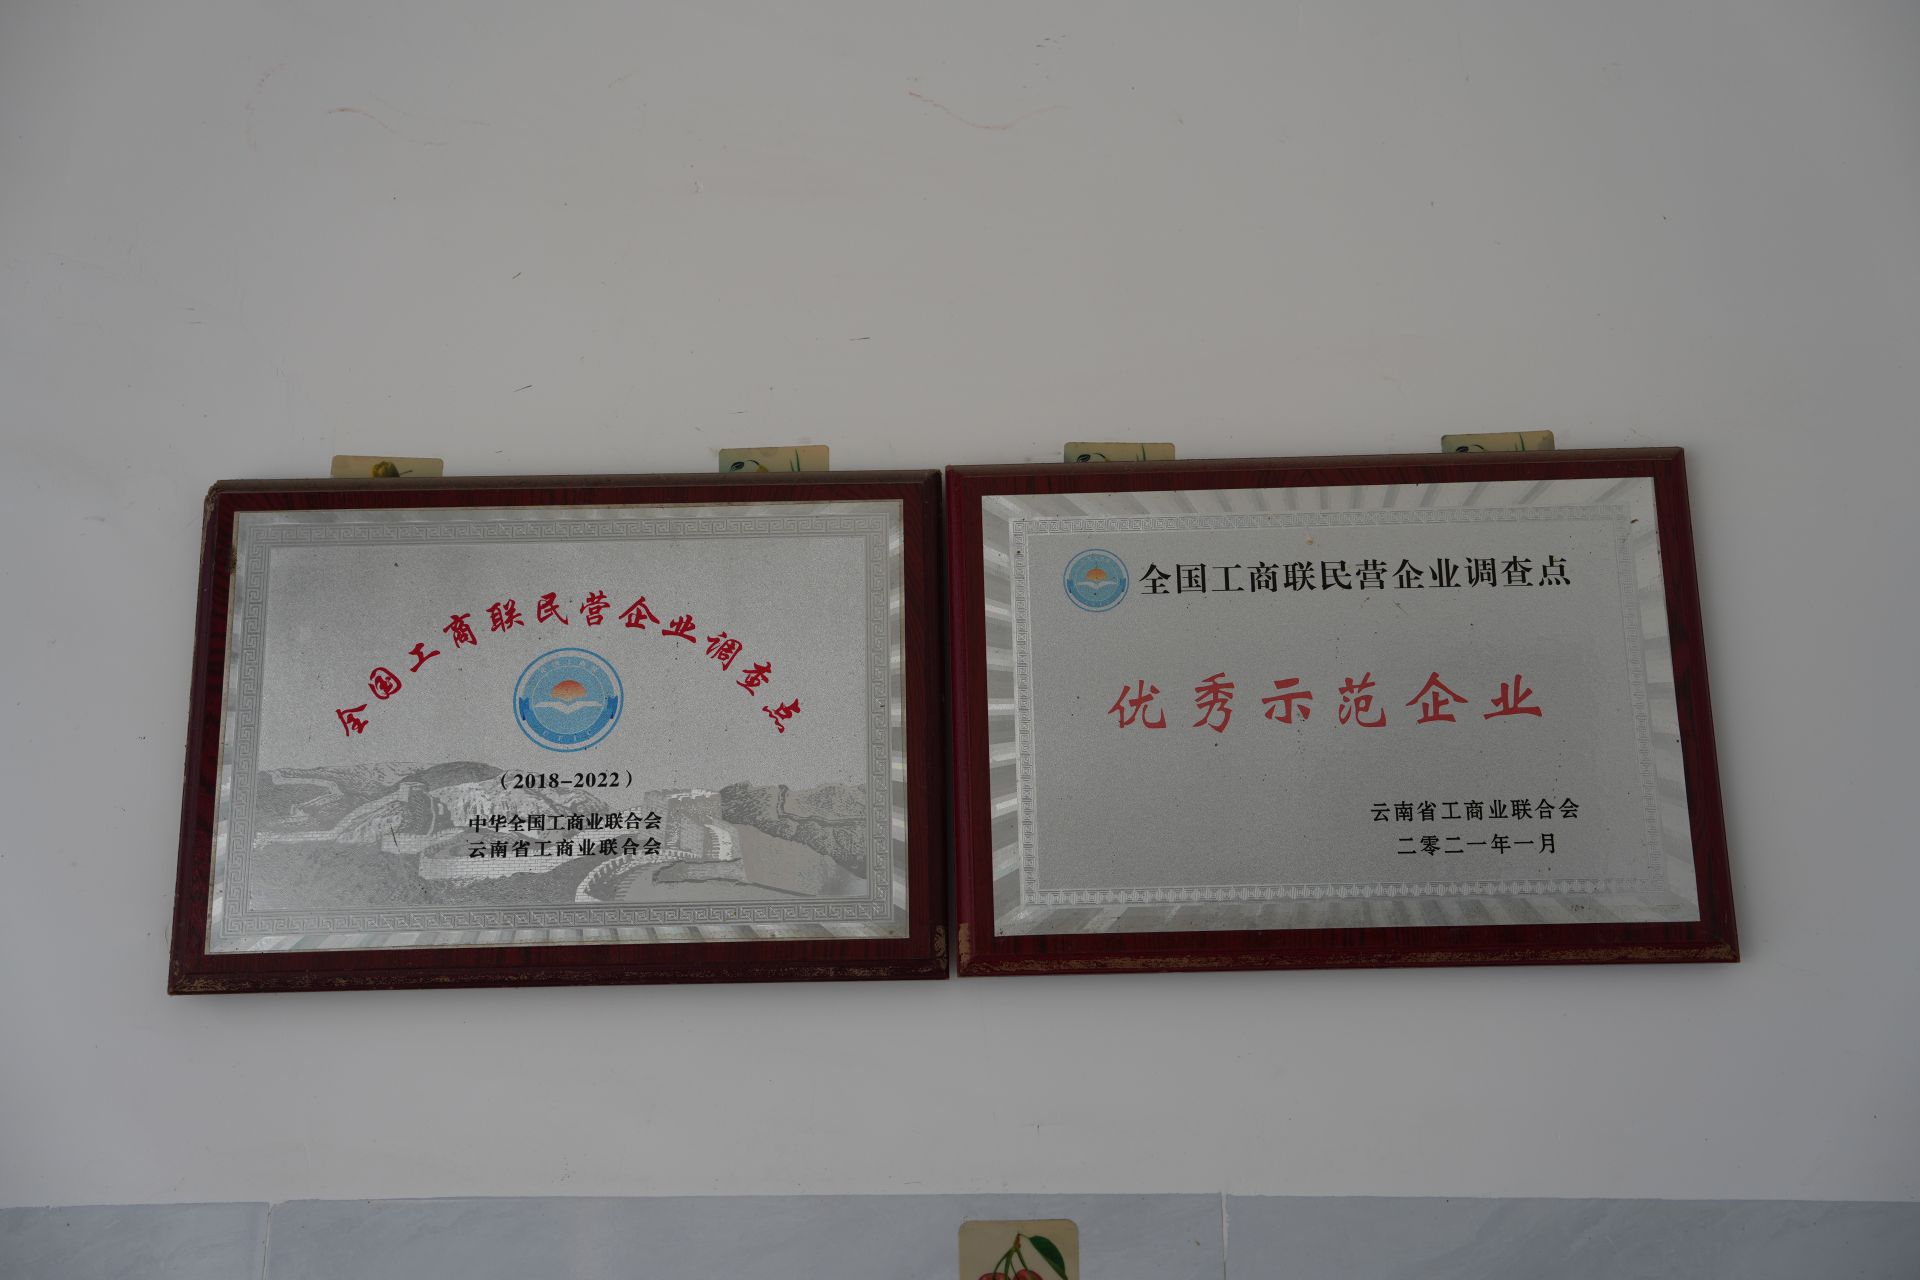 全国工商联民营企业调查点
（2018-2022）
中华全国工商业联合会
云南省工商业联合会
全国工商联民营企业调查点
优秀示范企业
云南省工商业联合会
二零二一年一月